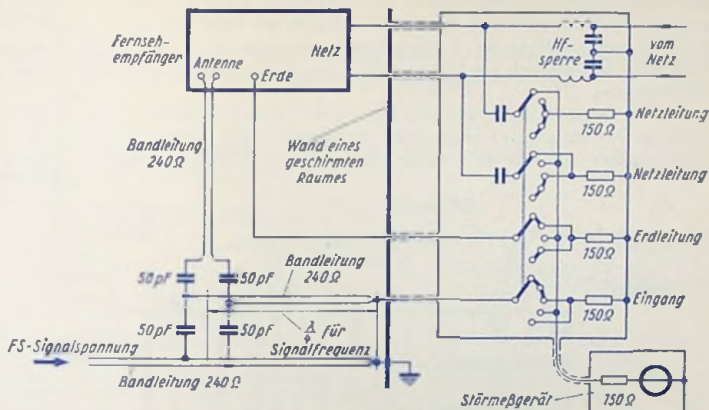 Fernseh-
empfänger
Antenne
Netz
Erde
Hf-
sperre
vom
Netz
Bandleitung
240Ω
Wand eines
geschirmten
Raumes
150Ω
Netzleitung
150Ω
Netzleitung
150Ω
Erdleitung
150Ω
Eingang
50pF
50pF
Bandleitung
240Ω
50pF
50pF
λ/4 für
Signalfrequenz
FS-Signalspannung
Bandleitung 240Ω
Störmeßgerät
150Ω